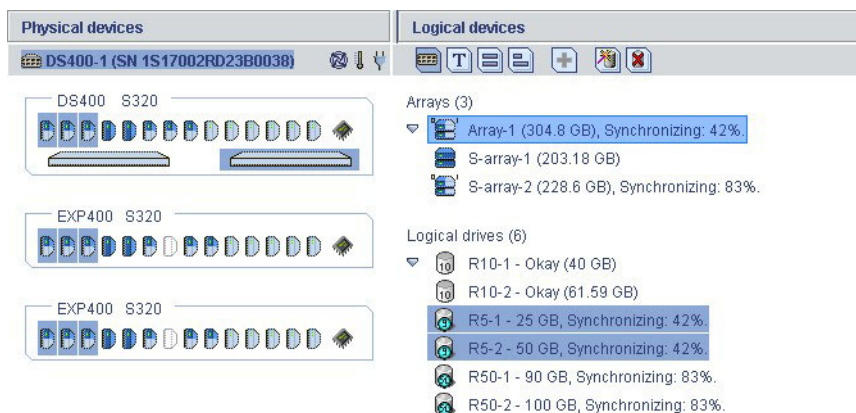 Physical devices
DS400-1 (SN 1S17002RD23B0038)
DS400 S320
EXP400 S320
EXP400 S320
Logical devices
T
Arrays (3)
Array-1 (304.8 GB), Synchronizing: 42%.
S-array-1 (203.18 GB)
S-array-2 (228.6 GB), Synchronizing: 83%.
Logical drives (6)
10 R10-1 - Okay (40 GB)
10 R10-2 - Okay (61.59 GB)
R5-1 - 25 GB, Synchronizing: 42%.
R5-2 - 50 GB, Synchronizing: 42%.
R50-1 - 90 GB, Synchronizing: 83%.
R50-2 - 100 GB, Synchronizing: 83%.